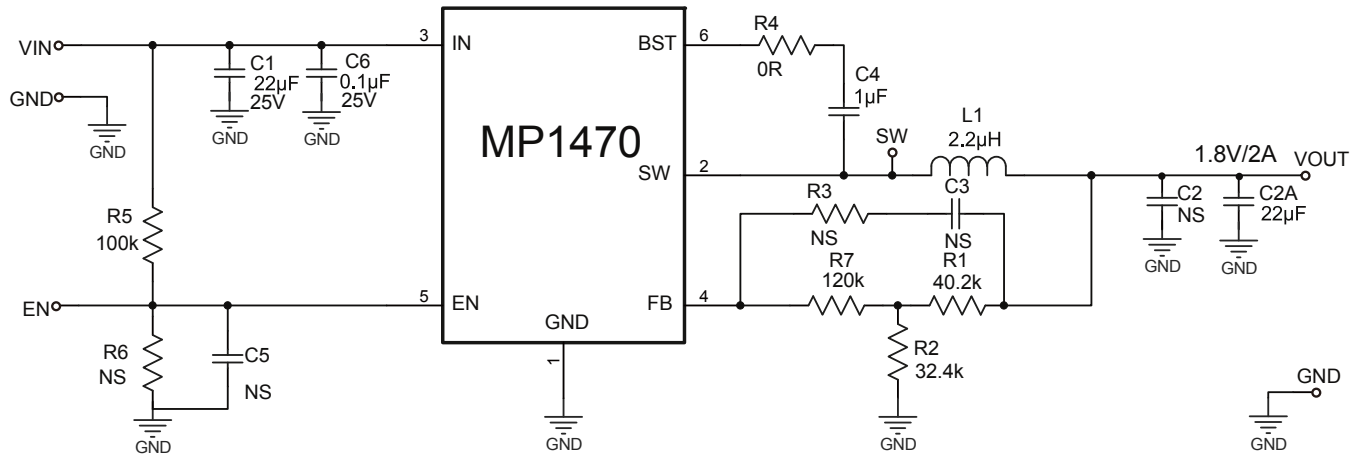 VIN
3
IN
BST
6
R4
0R
C1
22µF
25V
C6
0.1µF
25V
GND
GND
GND
GND
C4
1µF
MP1470
SW
L1
2.2µH
SW
2
1.8V/2A
VOUT
R3
NS
C3
NS
C2
NS
C2A
22µF
GND
GND
R5
100k
R7
120k
R1
40.2k
EN
5
EN
FB
4
GND
1
R6
NS
C5
NS
R2
32.4k
GND
GND
GND
GND
GND